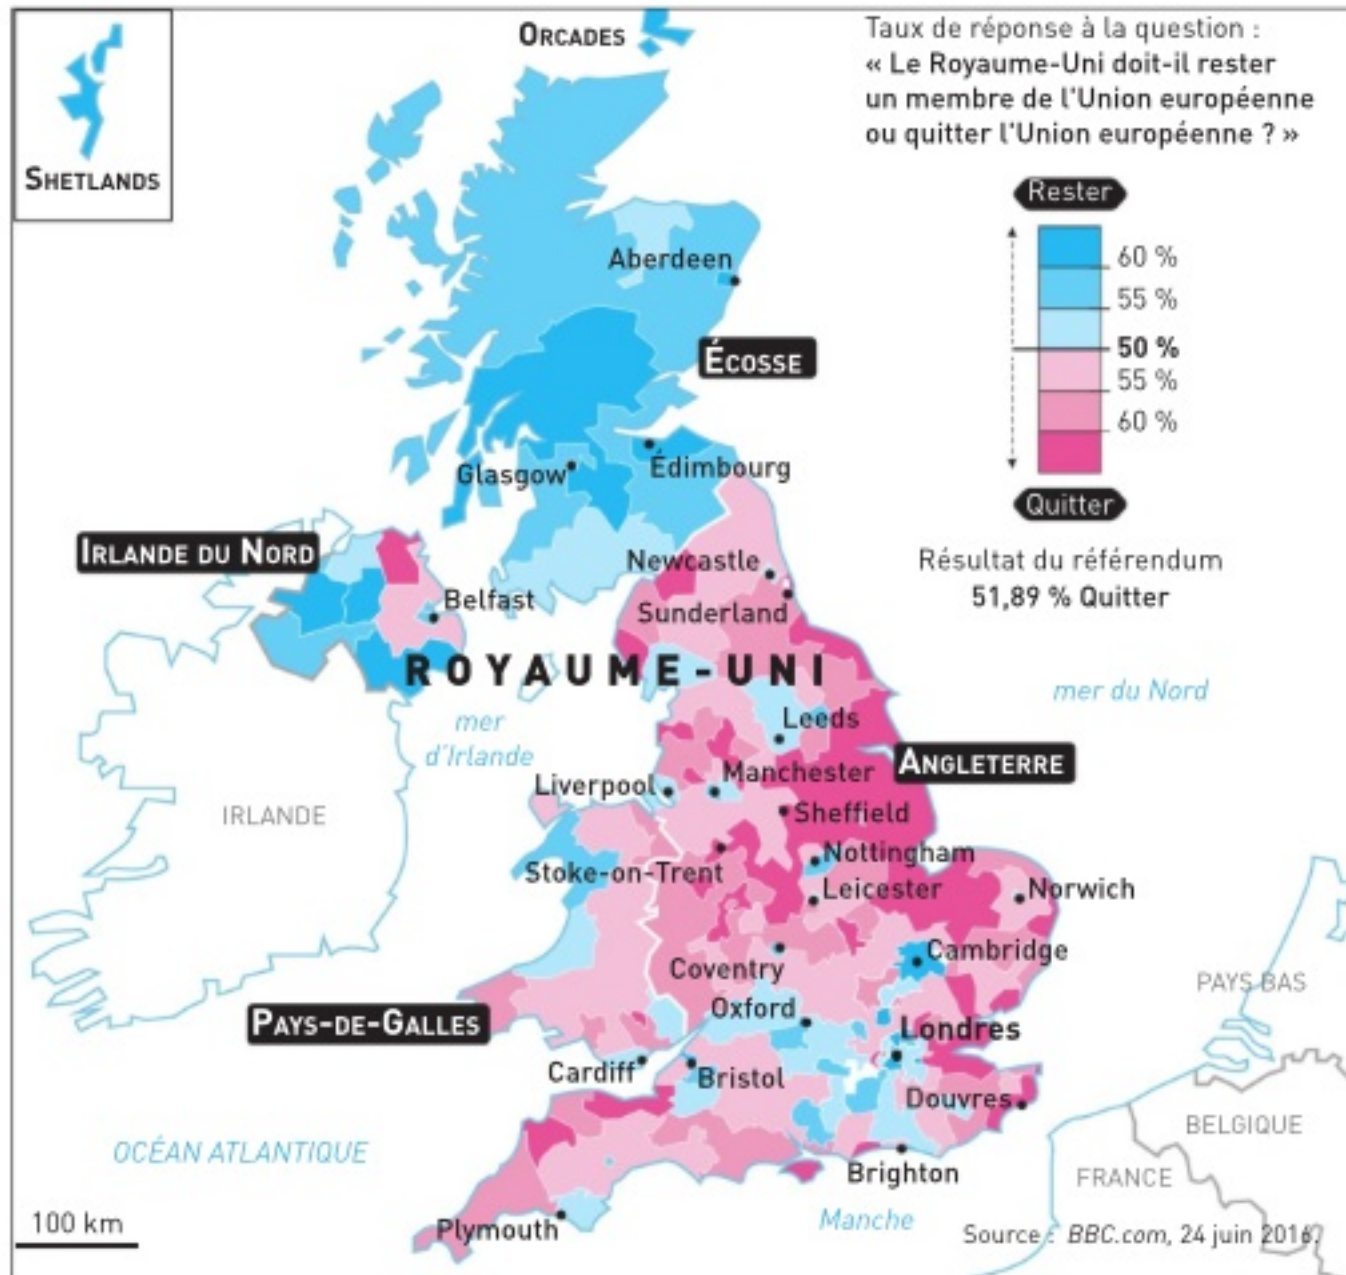 ORCADES
SHETLANDS
Taux de réponse à la question :
« Le Royaume-Uni doit-il rester
un membre de l'Union européenne
ou quitter l'Union européenne ? »
Rester
60 %
55 %
50 %
55 %
60 %
Quitter
Résultat du référendum
51,89 % Quitter
Aberdeen
ÉCOSSE
Glasgow
Édimbourg
IRLANDE DU NORD
Belfast
Newcastle
Sunderland
ROYAUME-UNI
mer du Nord
mer
d'Irlande
Leeds
ANGLETERRE
Liverpool
Manchester
IRLANDE
Sheffield
Stoke-on-Trent
Nottingham
Leicester
Norwich
Coventry
Cambridge
PAYS BAS
Oxford
Londres
PAYS-DE-GALLES
Cardiff
Bristol
Douvres
BELGIQUE
OCÉAN ATLANTIQUE
Brighton
FRANCE
Plymouth
Manche
100 km
Source : BBC.com, 24 juin 2016.